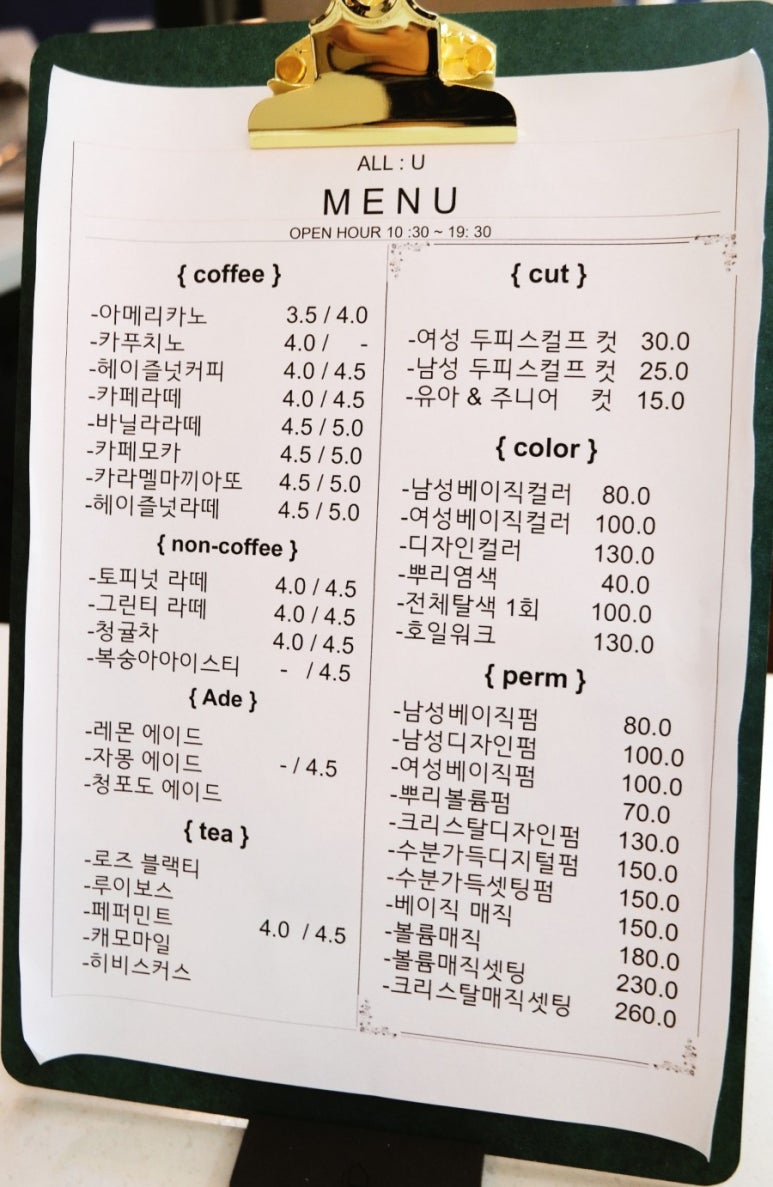 ALL : U
MENU
OPEN HOUR 10 :30 ~ 19: 30
{ coffee }
-아메리카노 3.5 / 4.0
-카푸치노 4.0 / -
-헤이즐넛커피 4.0 / 4.5
-카페라떼 4.0 / 4.5
-바닐라라떼 4.5 / 5.0
-카페모카 4.5 / 5.0
-카라멜마끼아또 4.5 / 5.0
-헤이즐넛라떼 4.5 / 5.0
{ non-coffee }
-토피넛 라떼 4.0 / 4.5
-그린티 라떼 4.0 / 4.5
-청귤차 4.0 / 4.5
-복숭아아이스티 - / 4.5
{ Ade }
-레몬 에이드
-자몽 에이드 - / 4.5
-청포도 에이드
{ tea }
-로즈 블랙티
-루이보스
-페퍼민트 4.0 / 4.5
-캐모마일
-히비스커스
{ cut }
-여성 두피스컬프 컷 30.0
-남성 두피스컬프 컷 25.0
-유아 & 주니어 컷 15.0
{ color }
-남성베이직컬러 80.0
-여성베이직컬러 100.0
-디자인컬러 130.0
-뿌리염색 40.0
-전체탈색 1회 100.0
-호일워크 130.0
{ perm }
-남성베이직펌 80.0
-남성디자인펌 100.0
-여성베이직펌 100.0
-뿌리볼륨펌 70.0
-크리스탈디자인펌 130.0
-수분가득디지털펌 150.0
-수분가득셋팅펌 150.0
-베이직 매직 150.0
-볼륨매직 180.0
-볼륨매직셋팅 230.0
-크리스탈매직셋팅 260.0